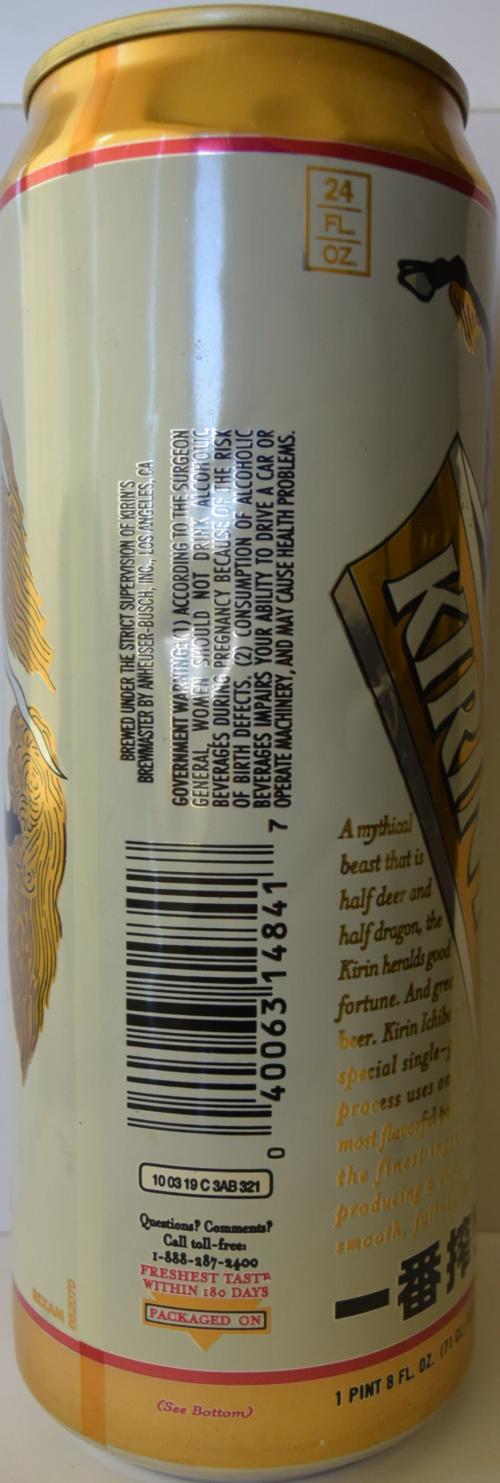 24
FL.
OZ.
BREWED UNDER THE STRICT SUPERVISION OF KIRIN'S
BREWMASTER BY ANHEUSER-BUSCH, INC., LOS ANGELES, CA
GOVERNMENT WARNING: (1) ACCORDING TO THE SURGEON
GENERAL, WOMEN SHOULD NOT DRINK ALCOHOLIC
BEVERAGES DURING PREGNANCY BECAUSE OF THE RISK
OF BIRTH DEFECTS. (2) CONSUMPTION OF ALCOHOLIC
BEVERAGES IMPAIRS YOUR ABILITY TO DRIVE A CAR OR
OPERATE MACHINERY, AND MAY CAUSE HEALTH PROBLEMS.
0 40063 14841 7
10 03 19 C 3AB 321
Questions? Comments?
Call toll-free:
1-888-287-2400
FRESHEST TASTE
WITHIN 180 DAYS
PACKAGED ON
(See Bottom)
KIRIN
A mythical
beast that is
half deer and
half dragon, the
Kirin heralds good
fortune. And
beer. Kirin
special
process uses
most flavorful
the finest
producing a
smooth,
一番搾
1 PINT 8 FL. OZ.
REXAM